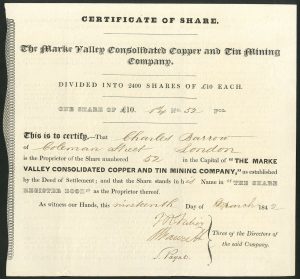 CERTIFICATE OF SHARE.
The Marke Valley Consolidated Copper and Tin Mining
Company.
DIVIDED INTO 2400 SHARES OF £10 EACH.
ONE SHARE OF £10. No. 52
This is to certify.—That Charles Barrow
of Coleman Street London
is the Proprietor of the Share numbered 52 in the Capital of "THE MARKE
VALLEY CONSOLIDATED COPPER AND TIN MINING COMPANY," as established
by the Deed of Settlement; and that the Share stands in his Name in "THE SHARE
REGISTER BOOK" as the Proprietor thereof.
As witness our Hands, this nineteenth Day of March 1842
Three of the Directors of
the said Company.